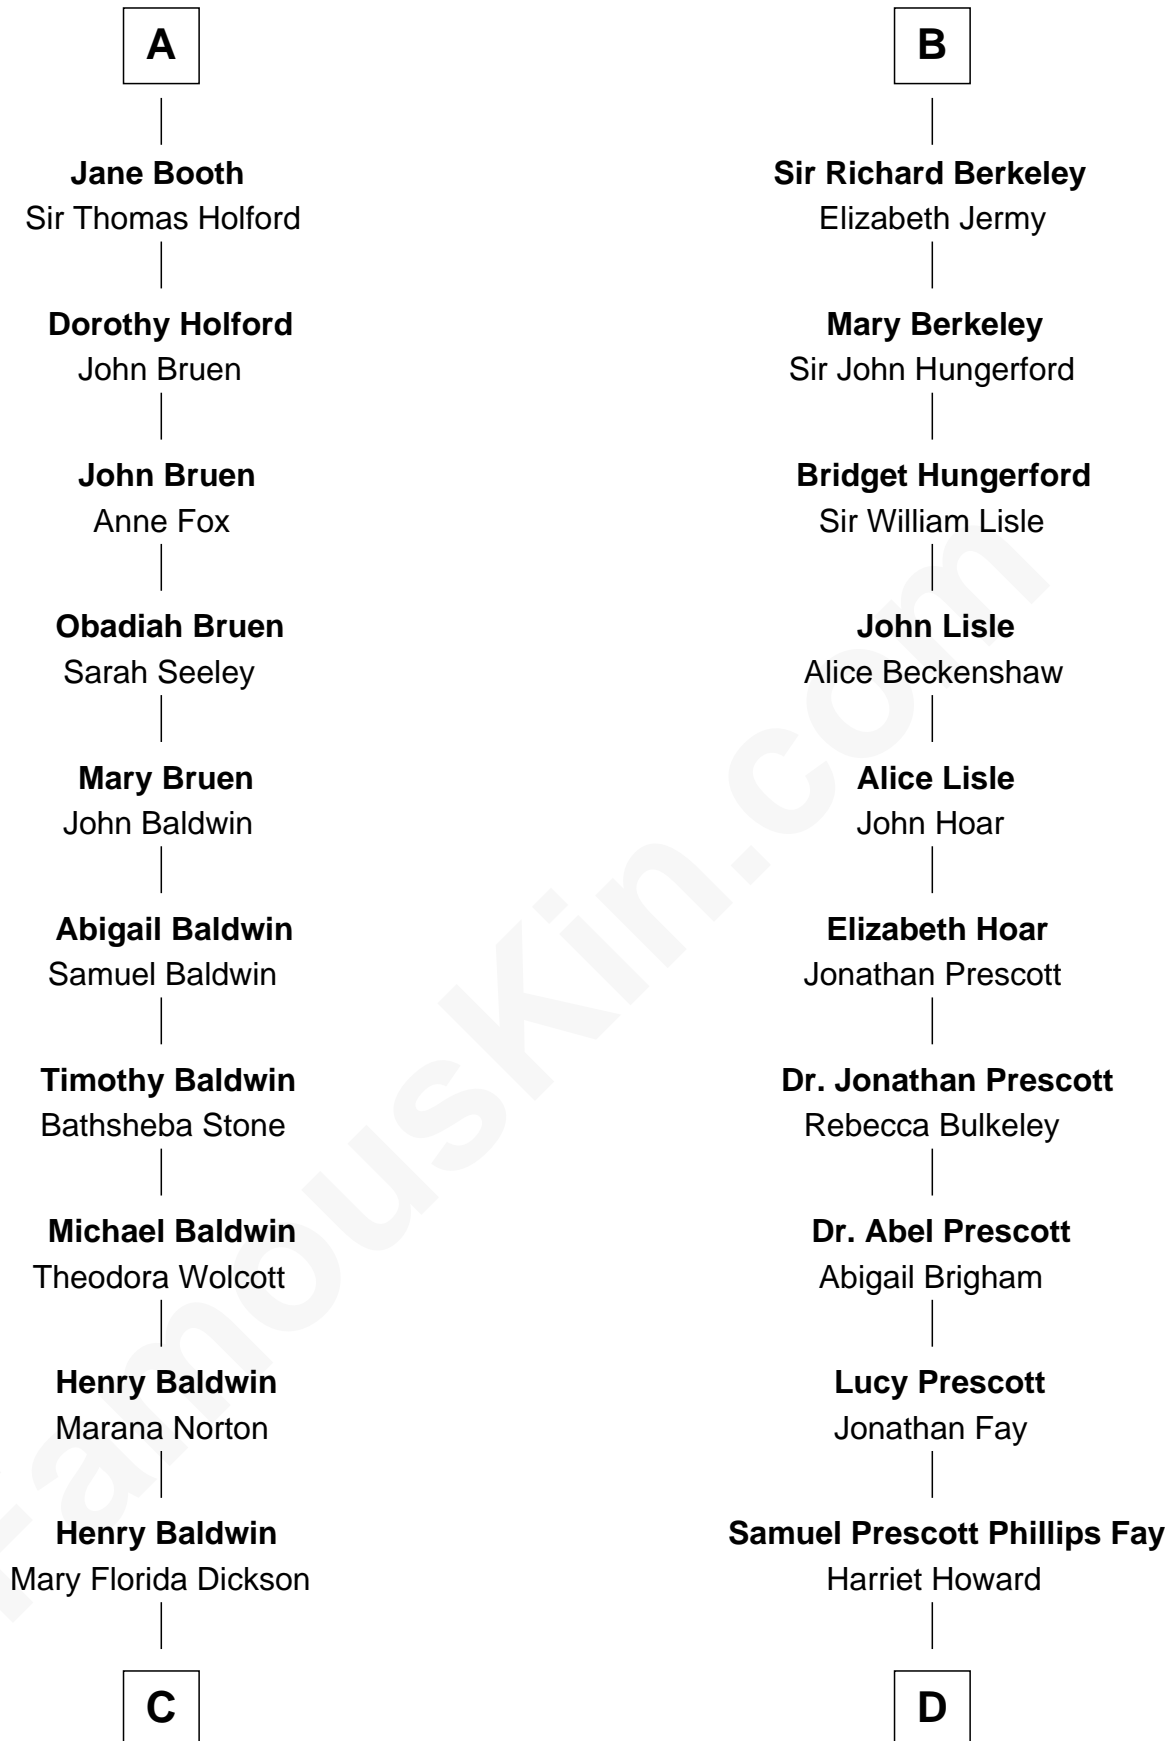 A
Jane Booth
Sir Thomas Holford
Dorothy Holford
John Bruen
John Bruen
Anne Fox
Obadiah Bruen
Sarah Seeley
Mary Bruen
John Baldwin
Abigail Baldwin
Samuel Baldwin
Timothy Baldwin
Bathsheba Stone
Michael Baldwin
Theodora Wolcott
Henry Baldwin
Marana Norton
Henry Baldwin
Mary Florida Dickson
C
B
Sir Richard Berkeley
Elizabeth Jermy
Mary Berkeley
Sir John Hungerford
Bridget Hungerford
Sir William Lisle
John Lisle
Alice Beckenshaw
Alice Lisle
John Hoar
Elizabeth Hoar
Jonathan Prescott
Dr. Jonathan Prescott
Rebecca Bulkeley
Dr. Abel Prescott
Abigail Brigham
Lucy Prescott
Jonathan Fay
Samuel Prescott Phillips Fay
Harriet Howard
D
FamousKin.com